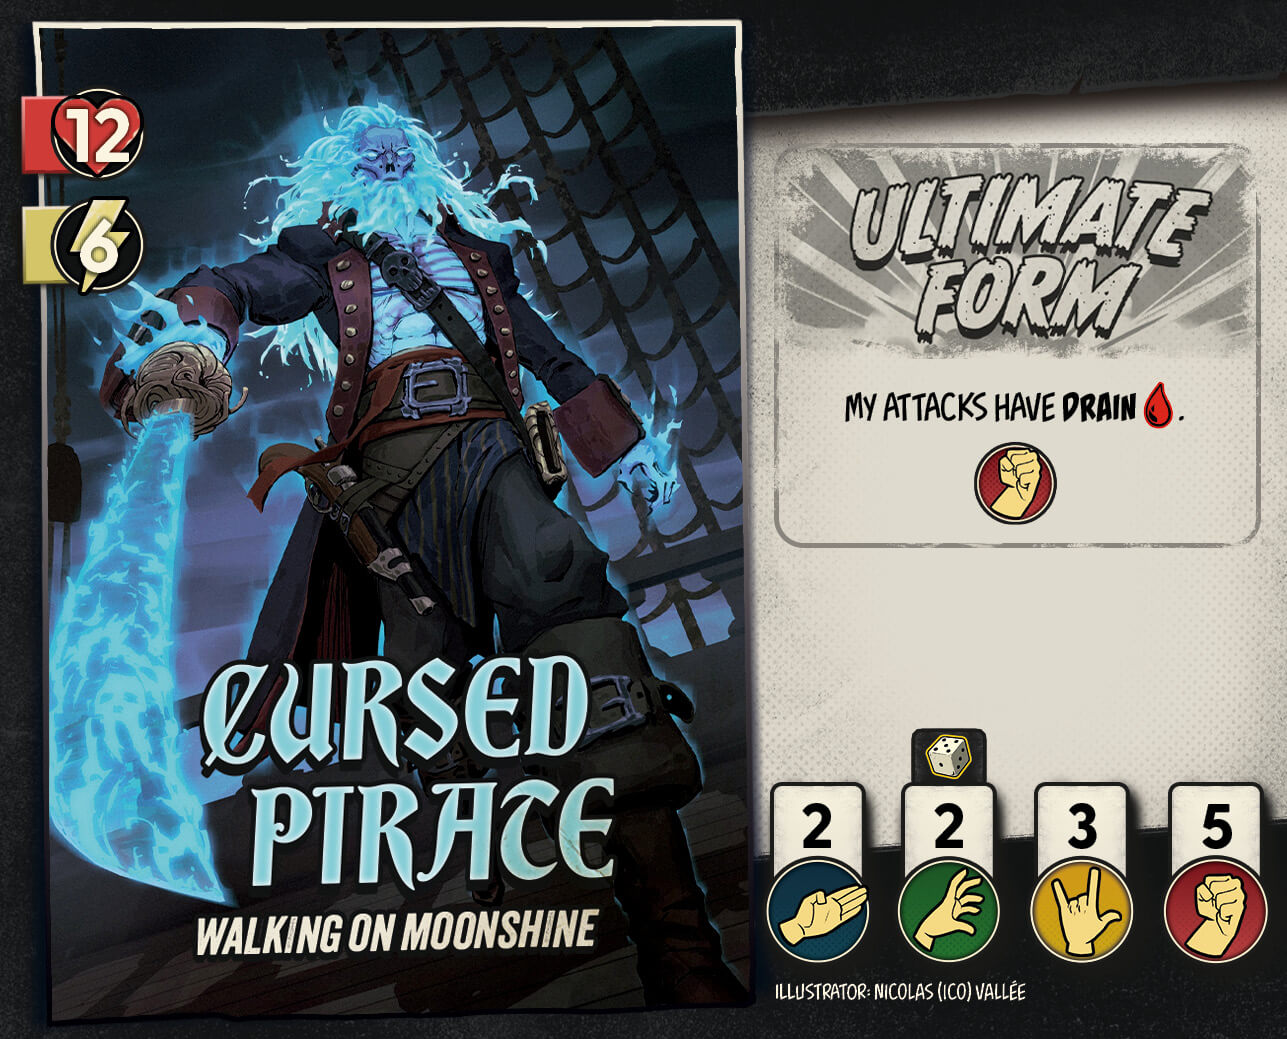 12
6
CURSED
PIRATE
WALKING ON MOONSHINE
ULTIMATE
FORM
MY ATTACKS HAVE DRAIN .
2
2
3
5
ILLUSTRATOR: NICOLAS (ICO) VALLÉE